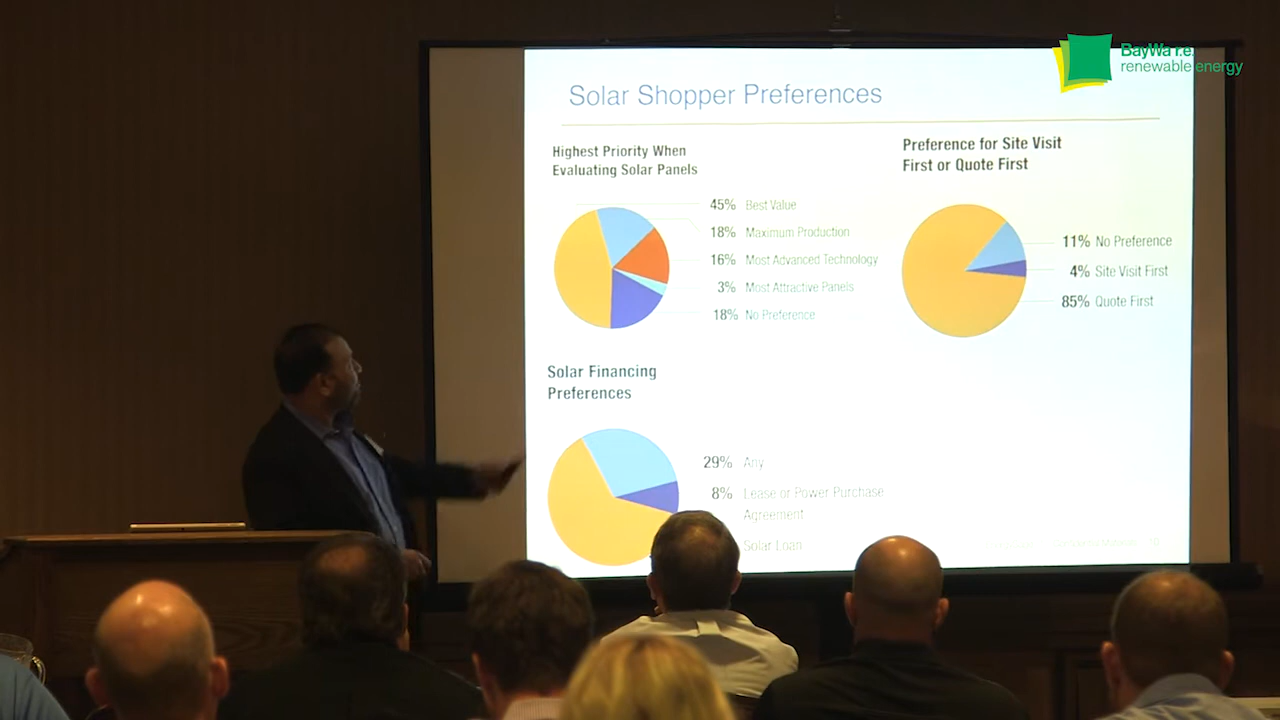 BayWa r.e.
renewable energy
Solar Shopper Preferences
Highest Priority When
Evaluating Solar Panels
45% Best Value
18% Maximum Production
16% Most Advanced Technology
3% Most Attractive Panels
18% No Preference
Preference for Site Visit
First or Quote First
11% No Preference
4% Site Visit First
85% Quote First
Solar Financing
Preferences
29% Any
8% Lease or Power Purchase
Agreement
Solar Loan